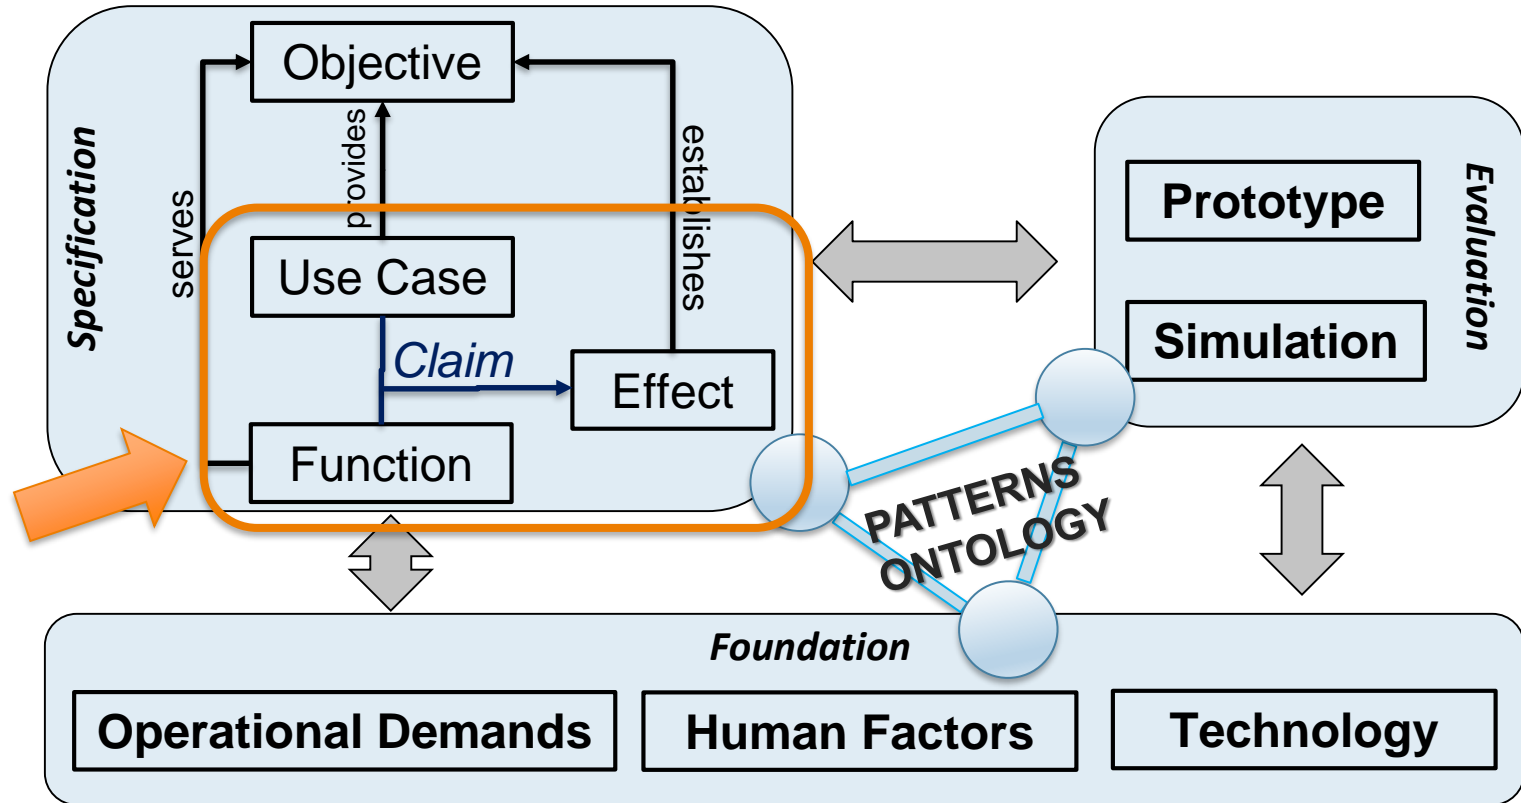 Specification
Objective
serves
provides
establishes
Use Case
Claim
Effect
Function
Evaluation
Prototype
Simulation
PATTERNS
ONTOLOGY
Foundation
Operational Demands
Human Factors
Technology